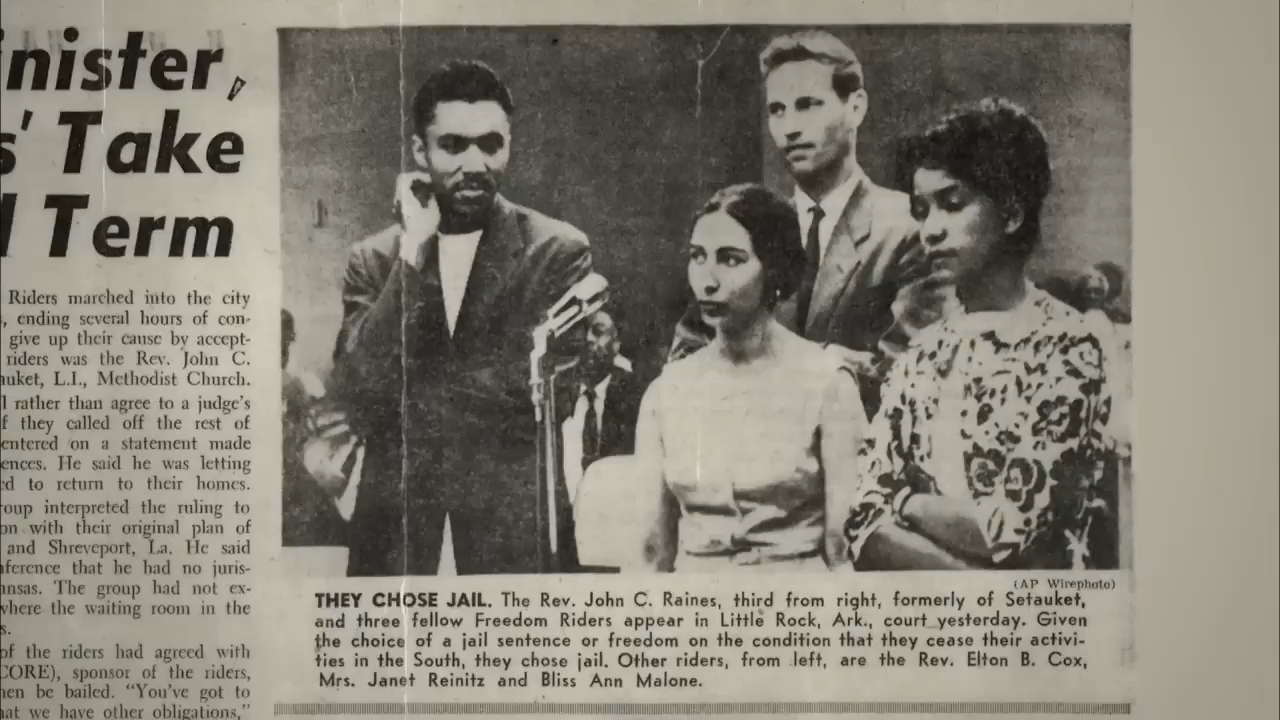 inister,
s' Take
l Term
Riders marched into the city
, ending several hours of con-
give up their cause by accept-
riders was the Rev. John C.
auket, L.I., Methodist Church.
l rather than agree to a judge's
f they called off the rest of
entered on a statement made
ences. He said he was letting
ed to return to their homes.
roup interpreted the ruling to
on with their original plan of
and Shreveport, La. He said
ference that he had no juris-
ansas. The group had not ex-
where the waiting room in the
s.
of the riders had agreed with
CORE), sponsor of the riders,
hen be bailed. "You've got to
hat we have other obligations,"
(AP Wirephoto)
THEY CHOSE JAIL. The Rev. John C. Raines, third from right, formerly of Setauket,
and three fellow Freedom Riders appear in Little Rock, Ark., court yesterday. Given
the choice of a jail sentence or freedom on the condition that they cease their activi-
ties in the South, they chose jail. Other riders, from left, are the Rev. Elton B. Cox,
Mrs. Janet Reinitz and Bliss Ann Malone.